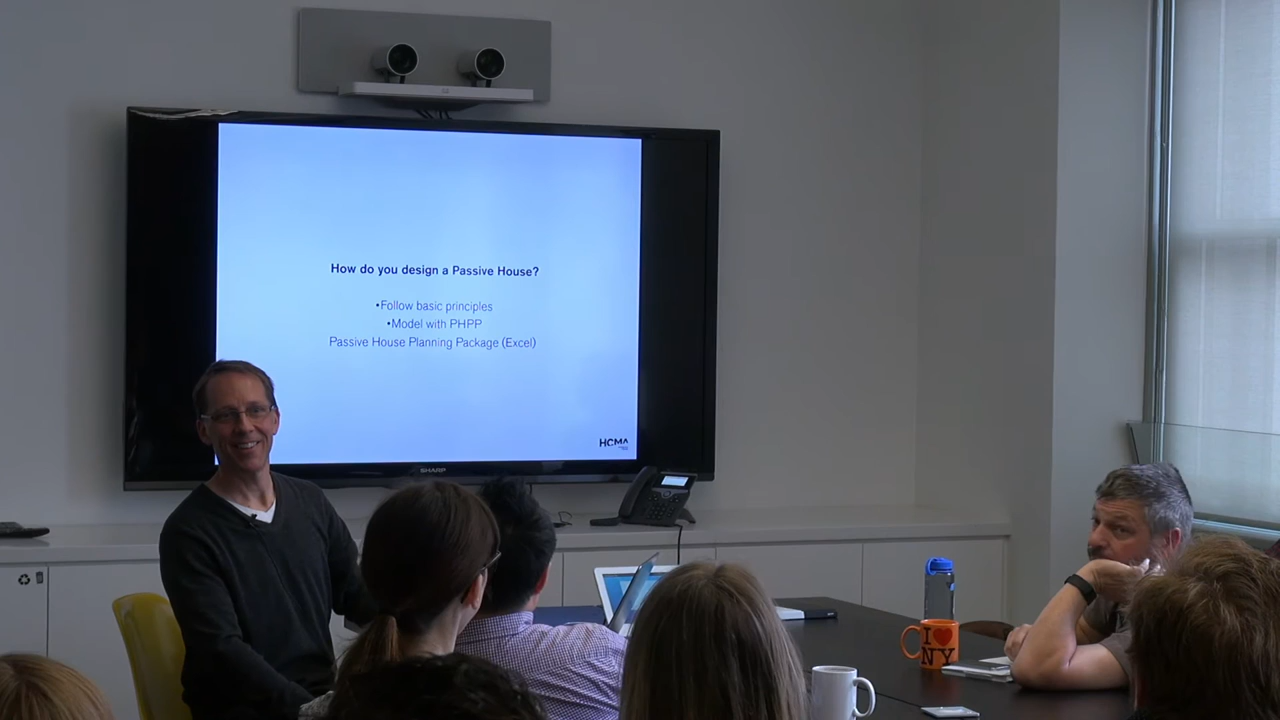 How do you design a Passive House?
•Follow basic principles
•Model with PHPP
Passive House Planning Package (Excel)
HCMA
SHARP
I ♥
NY